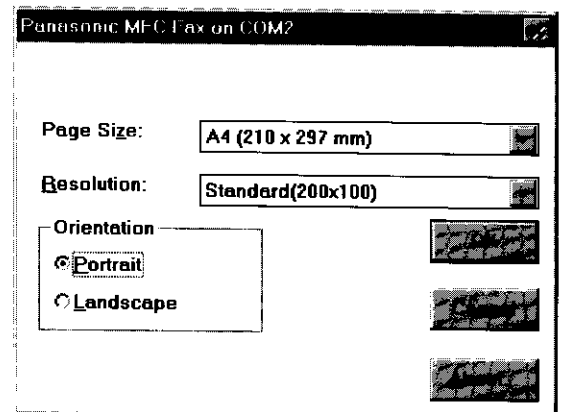 Panasonic MFC Fax on COM2
Page Size:
A4 (210 x 297 mm)
Resolution:
Standard(200x100)
Orientation
Portrait
Landscape